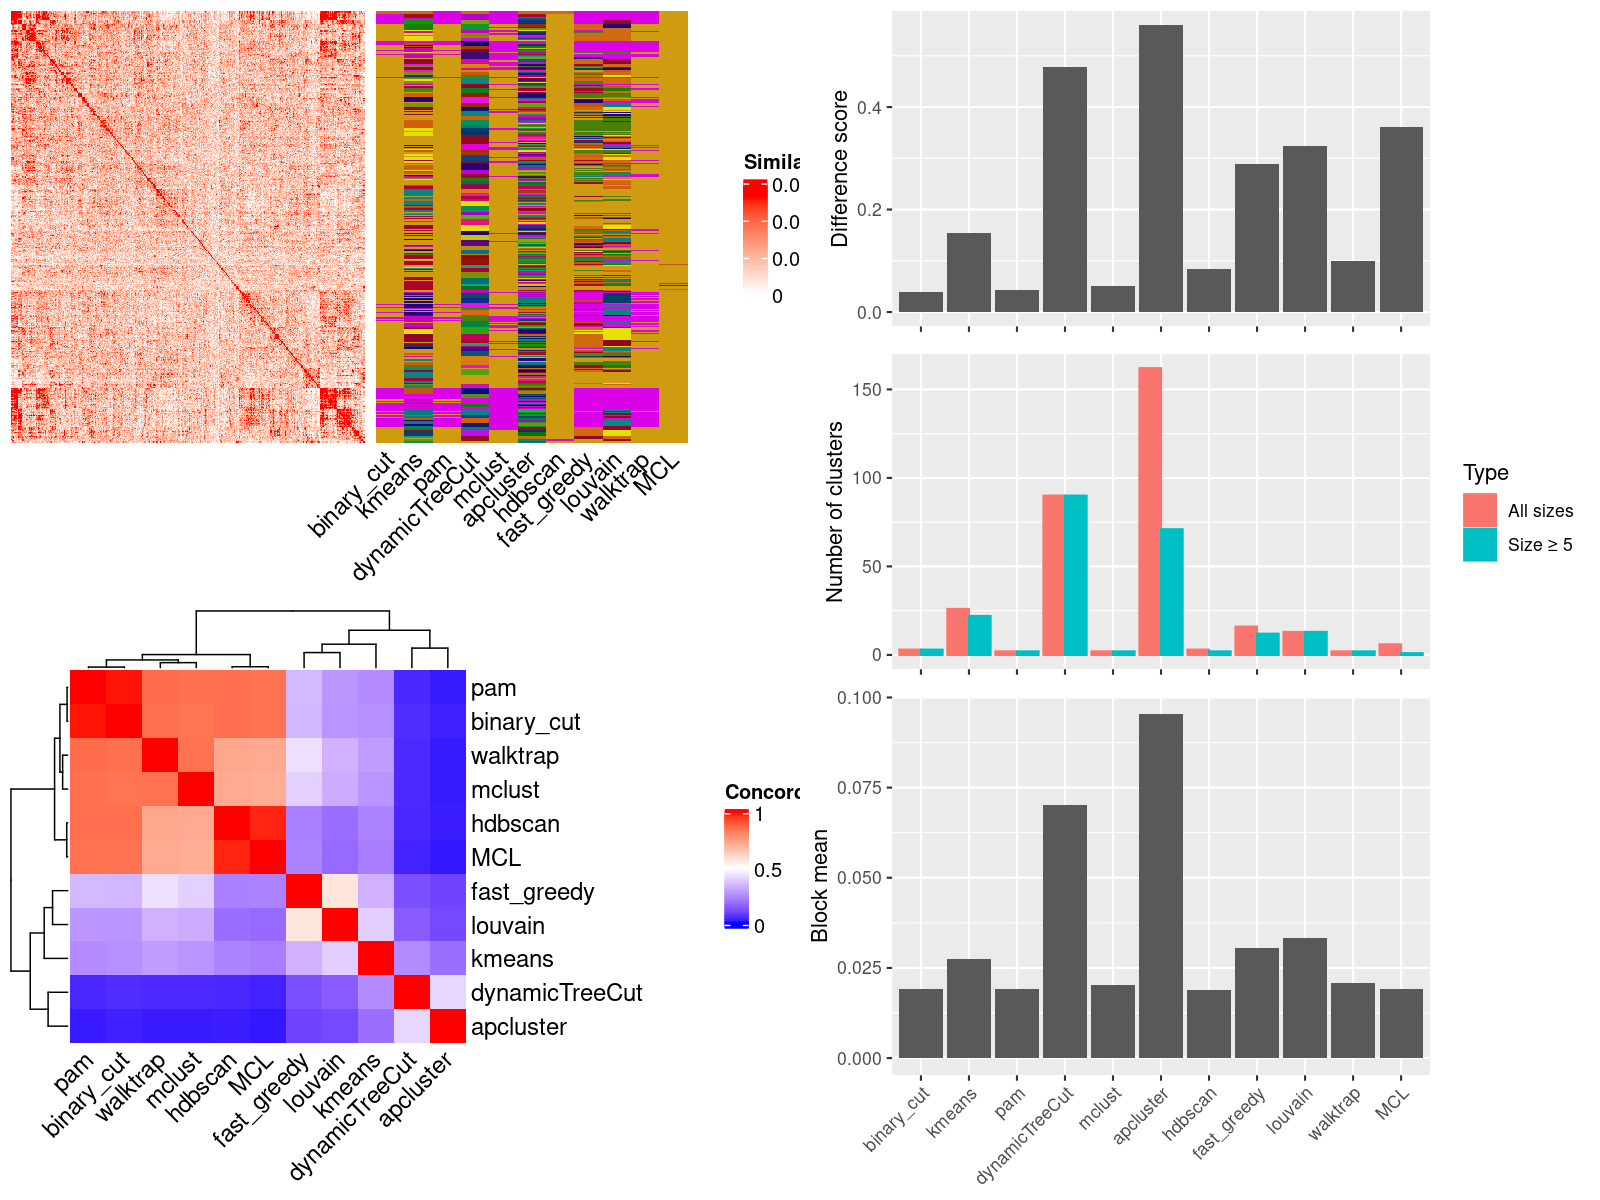 Simila
0.0
0.0
0.0
0
binary_cut
kmeans
pam
dynamicTreeCut
mclust
apcluster
hdbscan
fast_greedy
louvain
walktrap
MCL
pam
binary_cut
walktrap
mclust
hdbscan
MCL
fast_greedy
louvain
kmeans
dynamicTreeCut
apcluster
Concord
1
0.5
0
pam
binary_cut
walktrap
mclust
hdbscan
MCL
fast_greedy
louvain
kmeans
dynamicTreeCut
apcluster
Difference score
0.4
0.2
0.0
Number of clusters
150
100
50
0
Type
All sizes
Size ≥ 5
Block mean
0.100
0.075
0.050
0.025
0.000
binary_cut
kmeans
pam
dynamicTreeCut
mclust
apcluster
hdbscan
fast_greedy
louvain
walktrap
MCL